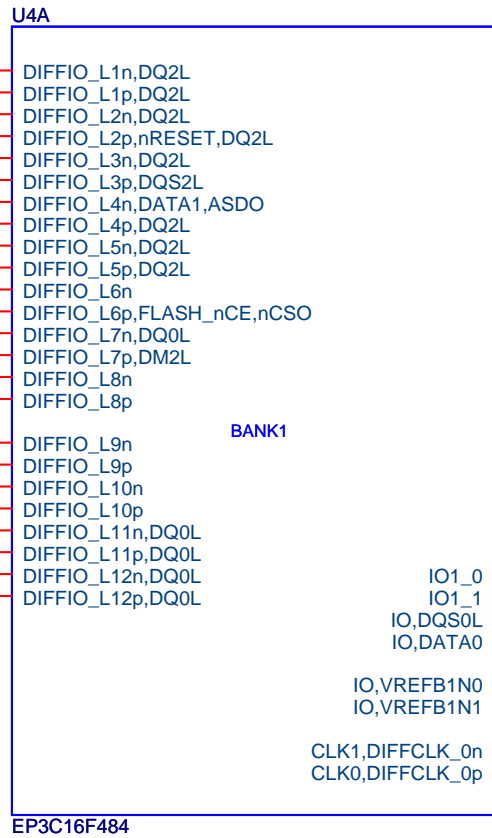 U4A
DIFFIO_L1n,DQ2L
DIFFIO_L1p,DQ2L
DIFFIO_L2n,DQ2L
DIFFIO_L2p,nRESET,DQ2L
DIFFIO_L3n,DQ2L
DIFFIO_L3p,DQS2L
DIFFIO_L4n,DATA1,ASDO
DIFFIO_L4p,DQ2L
DIFFIO_L5n,DQ2L
DIFFIO_L5p,DQ2L
DIFFIO_L6n
DIFFIO_L6p,FLASH_nCE,nCSO
DIFFIO_L7n,DQ0L
DIFFIO_L7p,DM2L
DIFFIO_L8n
DIFFIO_L8p
BANK1
DIFFIO_L9n
DIFFIO_L9p
DIFFIO_L10n
DIFFIO_L10p
DIFFIO_L11n,DQ0L
DIFFIO_L11p,DQ0L
DIFFIO_L12n,DQ0L
DIFFIO_L12p,DQ0L
IO1_0
IO1_1
IO,DQS0L
IO,DATA0
IO,VREFB1N0
IO,VREFB1N1
CLK1,DIFFCLK_0n
CLK0,DIFFCLK_0p
EP3C16F484